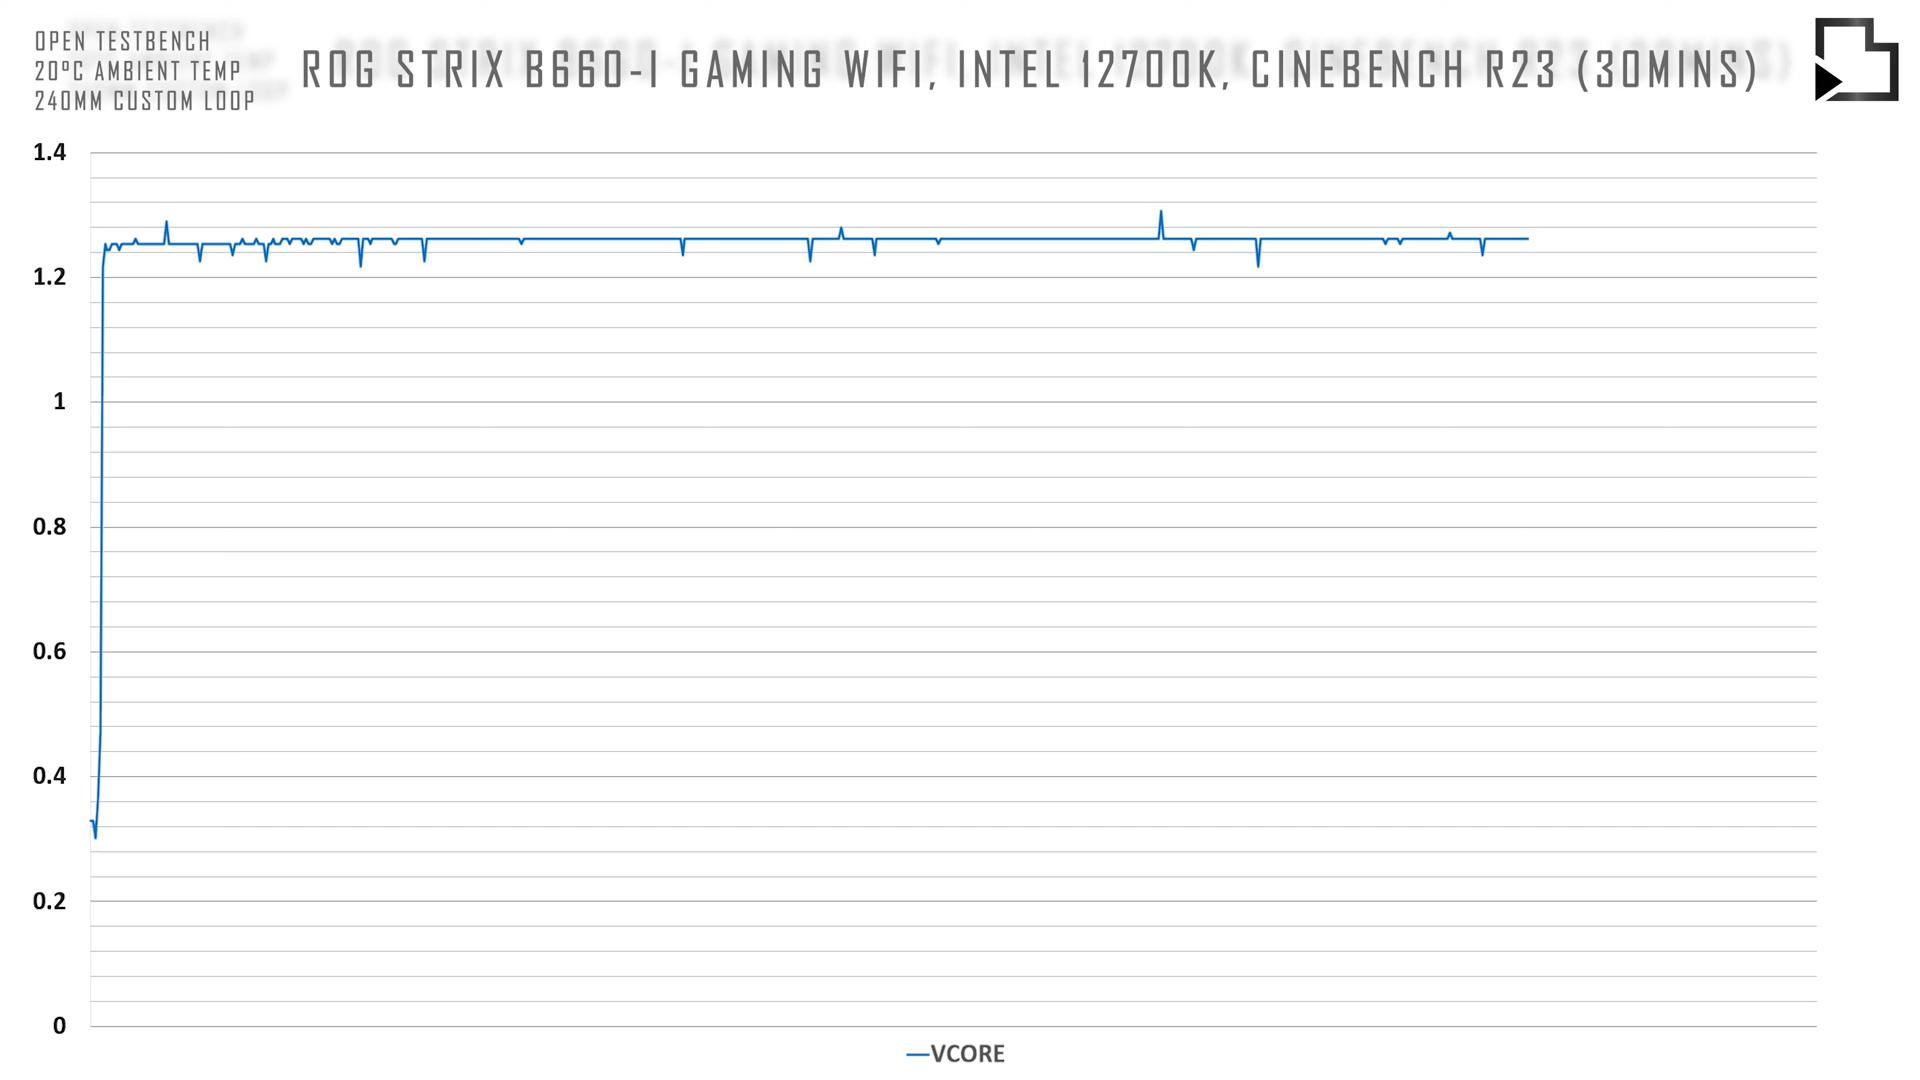 OPEN TESTBENCH
20ºC AMBIENT TEMP
240MM CUSTOM LOOP
ROG STRIX B660-I GAMING WIFI, INTEL 12700K, CINEBENCH R23 (30MINS)
1.4
1.2
1
0.8
0.6
0.4
0.2
0
VCORE